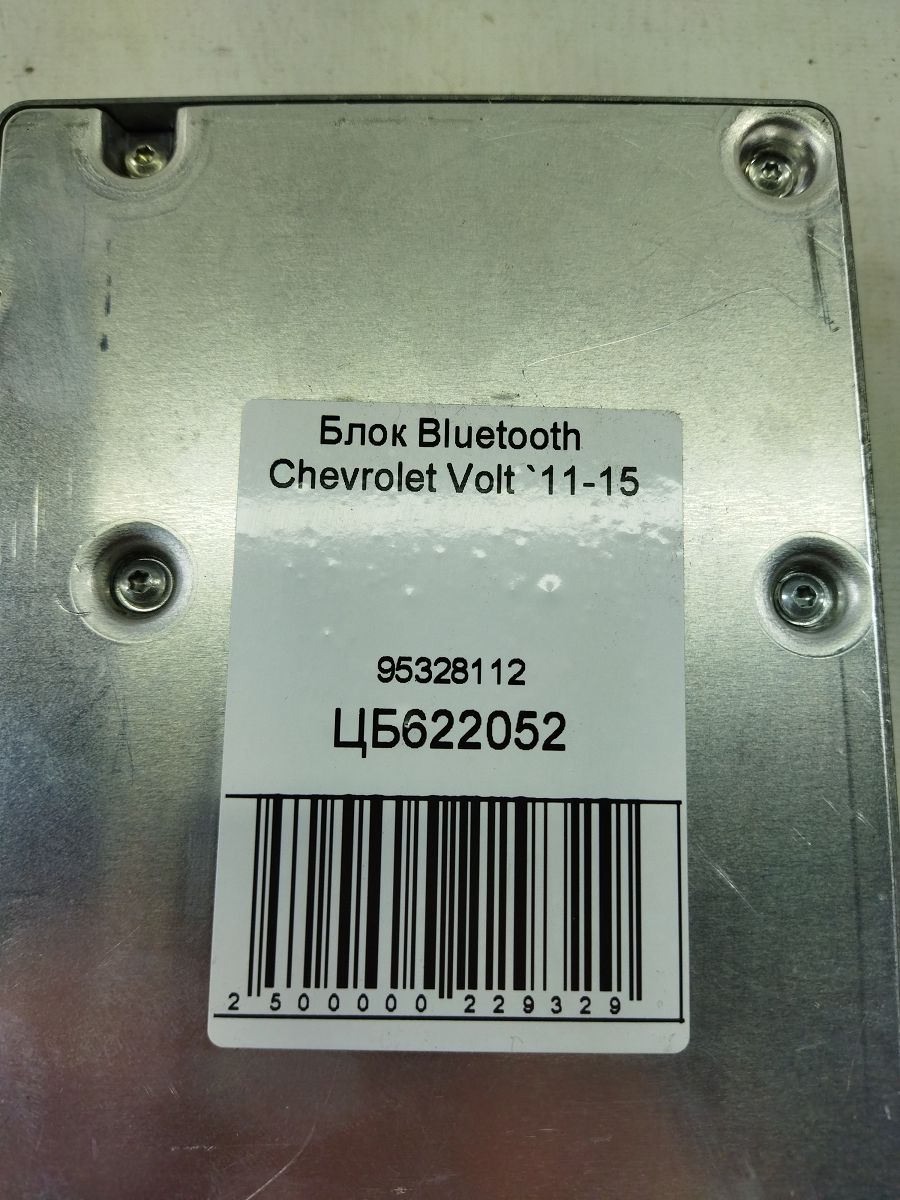 Блок Bluetooth
Chevrolet Volt `11-15
95328112
ЦБ622052
2 500000 229329